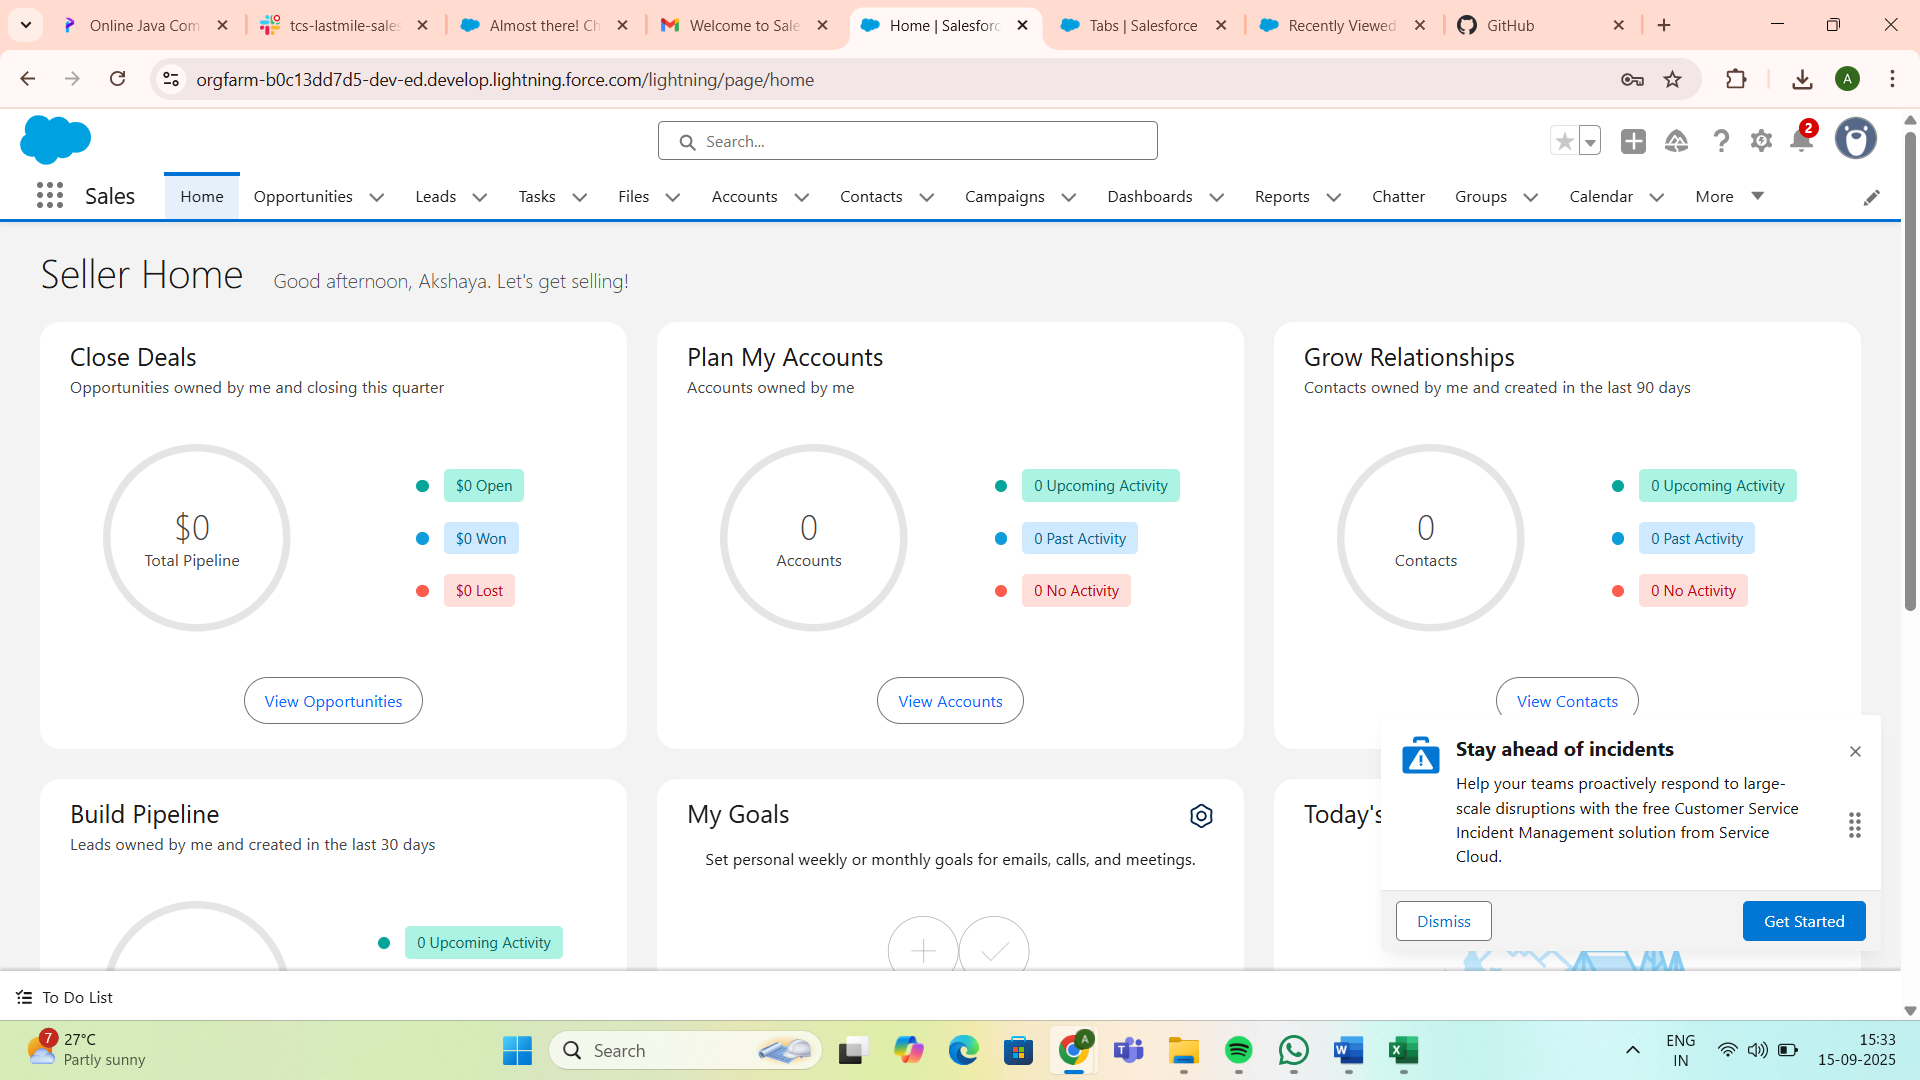 Online Java Com
tcs-lastmile-sales
Almost there! Ch
Welcome to Sale
Home | Salesforc
Tabs | Salesforce
Recently Viewed
GitHub
orgfarm-b0c13dd7d5-dev-ed.develop.lightning.force.com/lightning/page/home
A
Search...
2
Sales
Home
Opportunities
Leads
Tasks
Files
Accounts
Contacts
Campaigns
Dashboards
Reports
Chatter
Groups
Calendar
More
Seller Home
Good afternoon, Akshaya. Let's get selling!
Close Deals
Opportunities owned by me and closing this quarter
$0
Total Pipeline
$0 Open
$0 Won
$0 Lost
View Opportunities
Plan My Accounts
Accounts owned by me
0
Accounts
0 Upcoming Activity
0 Past Activity
0 No Activity
View Accounts
Grow Relationships
Contacts owned by me and created in the last 90 days
0
Contacts
0 Upcoming Activity
0 Past Activity
0 No Activity
View Contacts
Build Pipeline
Leads owned by me and created in the last 30 days
0 Upcoming Activity
My Goals
Set personal weekly or monthly goals for emails, calls, and meetings.
Today's
Stay ahead of incidents
Help your teams proactively respond to large-
scale disruptions with the free Customer Service
Incident Management solution from Service
Cloud.
Dismiss
Get Started
To Do List
7
27°C
Partly sunny
Search
A
ENG
IN
15:33
15-09-2025